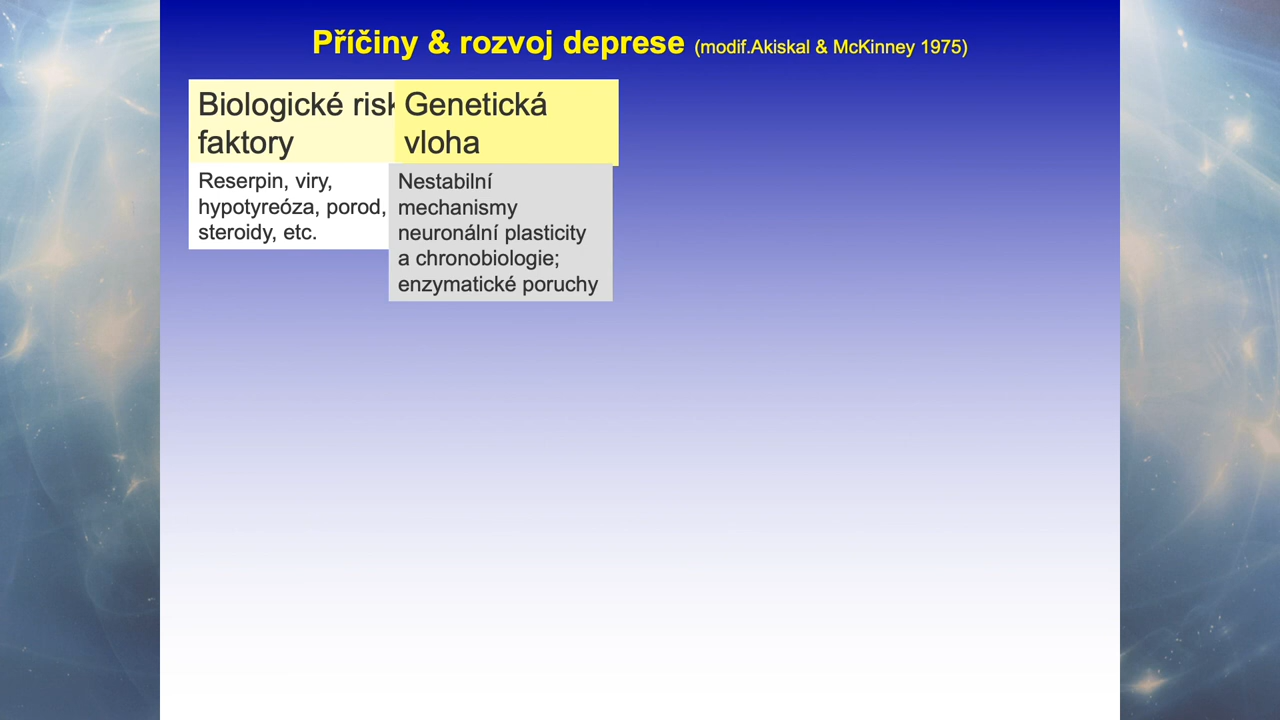 Příčiny & rozvoj deprese (modif.Akiskal & McKinney 1975)
Biologické risk
faktory
Genetická
vloha
Reserpin, viry,
hypotyreóza, porod,
steroidy, etc.
Nestabilní
mechanismy
neuronální plasticity
a chronobiologie;
enzymatické poruchy